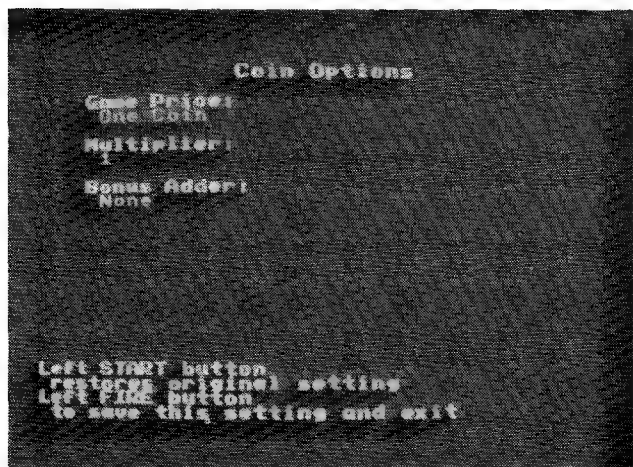 Coin Options
Game Price:
One Coin
Multiplier:
1
Bonus Adder:
None
Left START button
restores original setting
Left FIRE button
to save this setting and exit